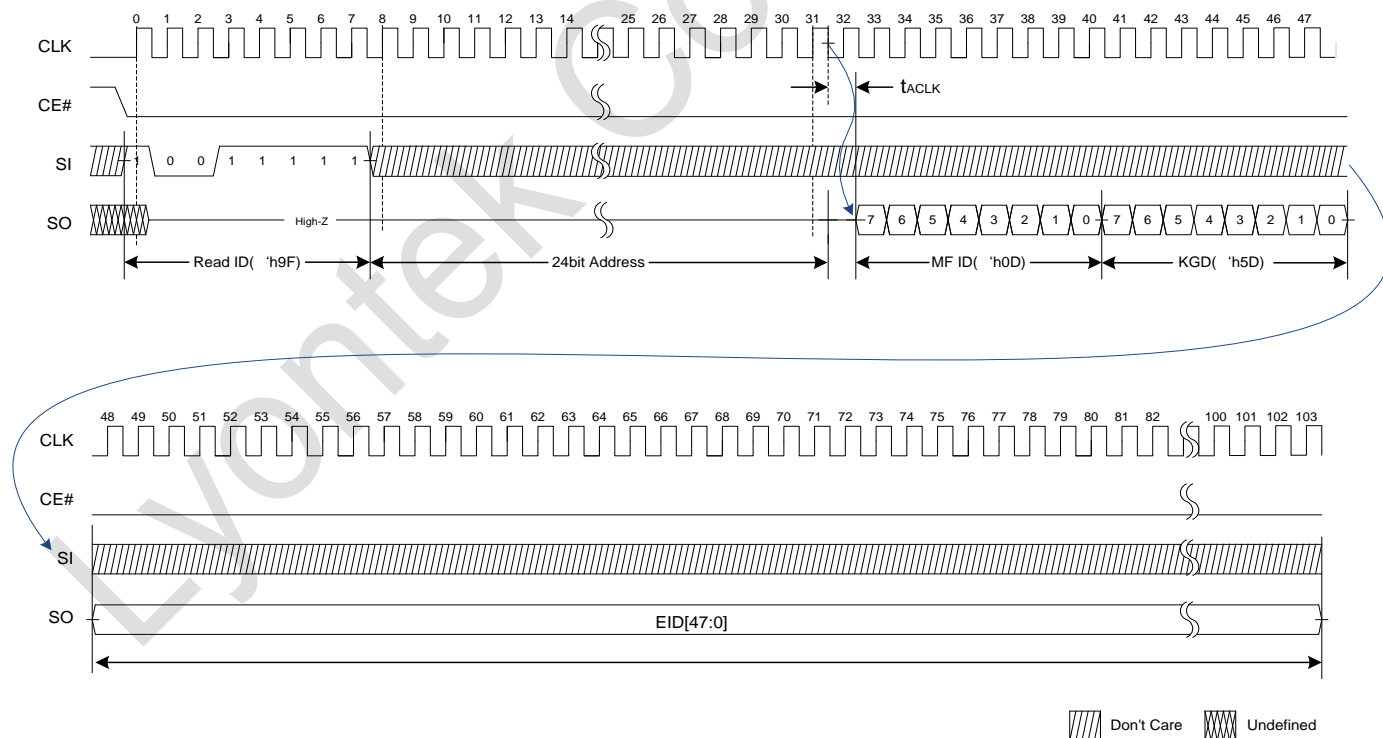 0 1 2 3 4 5 6 7 8 9 10 11 12 13 14 25 26 27 28 29 30 31 32 33 34 35 36 37 38 39 40 41 42 43 44 45 46 47
CLK
tACLK
CE#
SI 1 0 0 1 1 1 1 1
SO High-Z 7 6 5 4 3 2 1 0 7 6 5 4 3 2 1 0
Read ID( 'h9F) 24bit Address MF ID( 'h0D) KGD( 'h5D)
48 49 50 51 52 53 54 55 56 57 58 59 60 61 62 63 64 65 66 67 68 69 70 71 72 73 74 75 76 77 78 79 80 81 82 100 101 102 103
CLK
CE#
SI
SO EID[47:0]
Don't Care Undefined
Lyontek Co